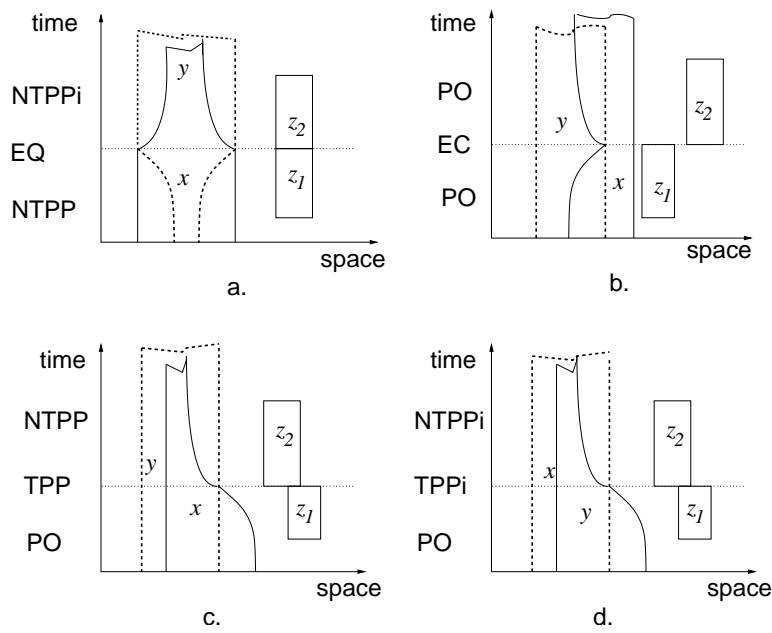 time
NTPPi
EQ
NTPP
y
x
z2
z1
space
a.
time
PO
EC
PO
y
x
z2
z1
space
b.
time
NTPP
TPP
PO
y
x
z2
z1
space
c.
time
NTPPi
TPPi
PO
x
y
z2
z1
space
d.